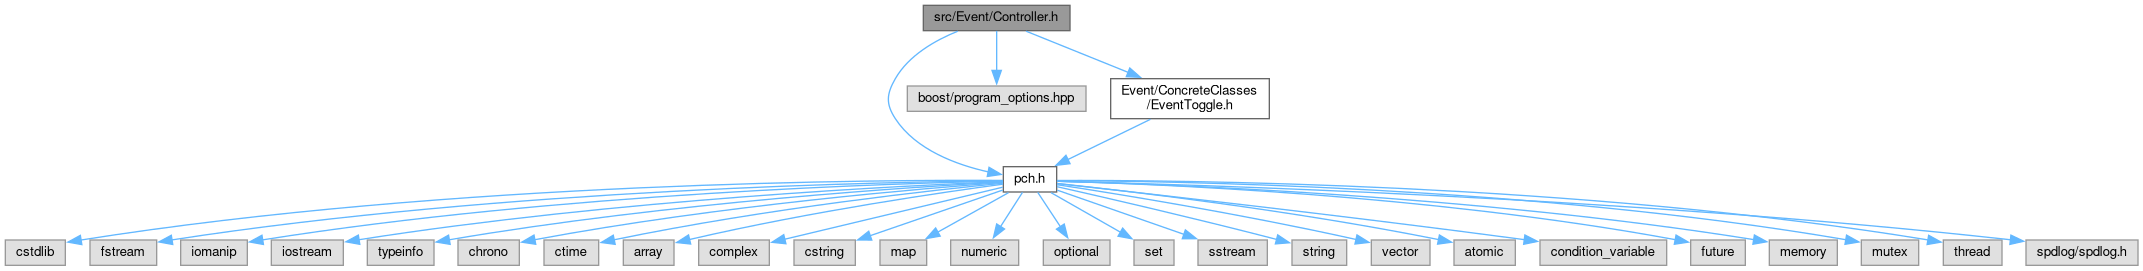 src/Event/Controller.h
boost/program_options.hpp
Event/ConcreteClasses
/EventToggle.h
pch.h
cstdlib
fstream
iomanip
iostream
typeinfo
chrono
ctime
array
complex
cstring
map
numeric
optional
set
sstream
string
vector
atomic
condition_variable
future
memory
mutex
thread
spdlog/spdlog.h